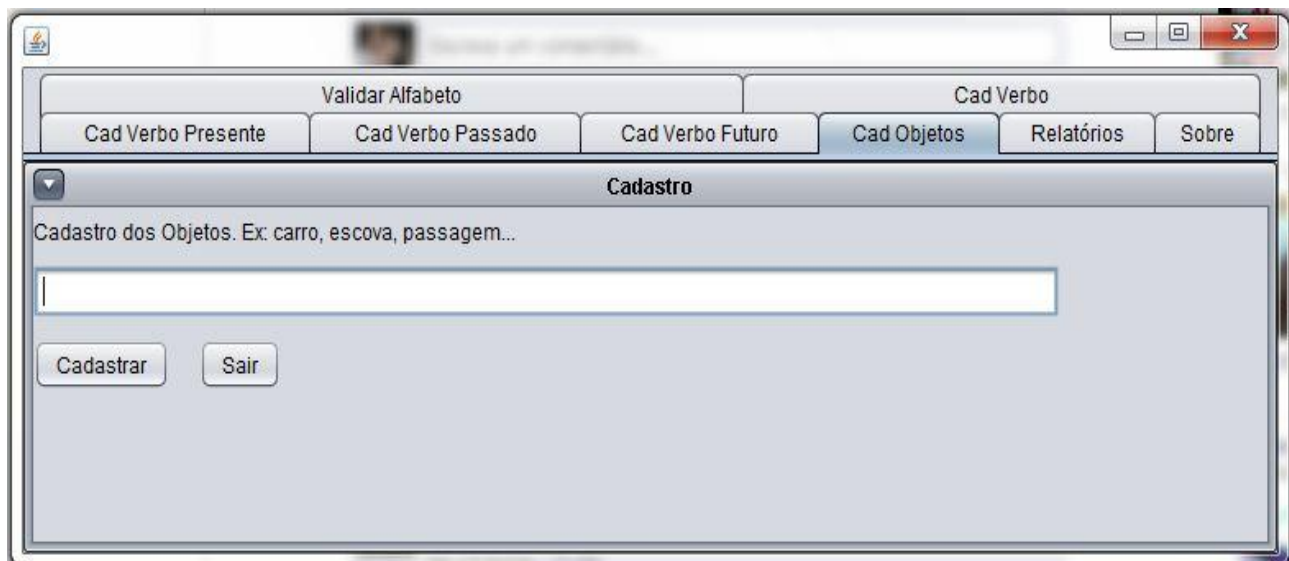 Validar Alfabeto Cad Verbo
Cad Verbo Presente Cad Verbo Passado Cad Verbo Futuro Cad Objetos Relatórios Sobre
Cadastro
Cadastro dos Objetos. Ex: carro, escova, passagem...
Cadastrar Sair